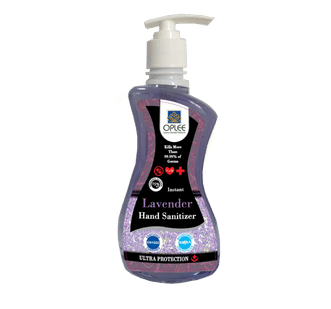 OPLEE
Kills More
Than
99.99% of
Germs
Instant
Lavender
Hand Sanitizer
ULTRA PROTECTION